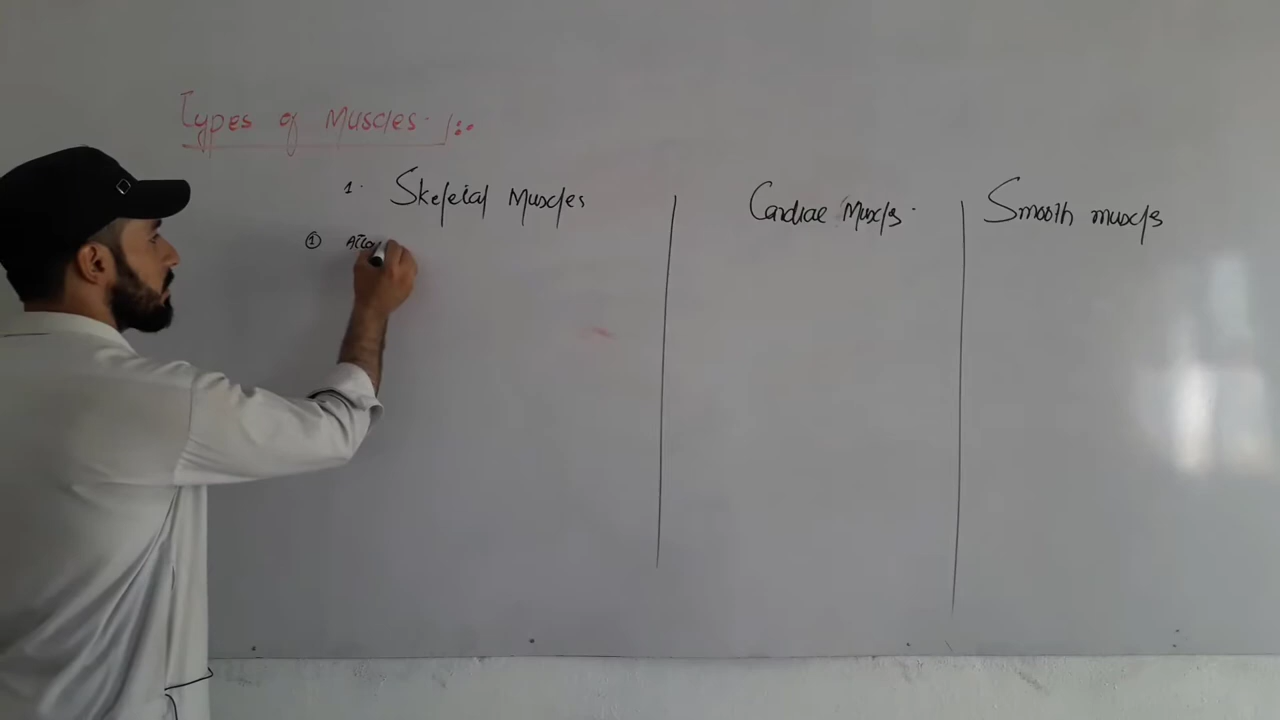 Types of Muscles :-
1. Skeletal Muscles
Cardiac Muscls.
Smooth muscls
①